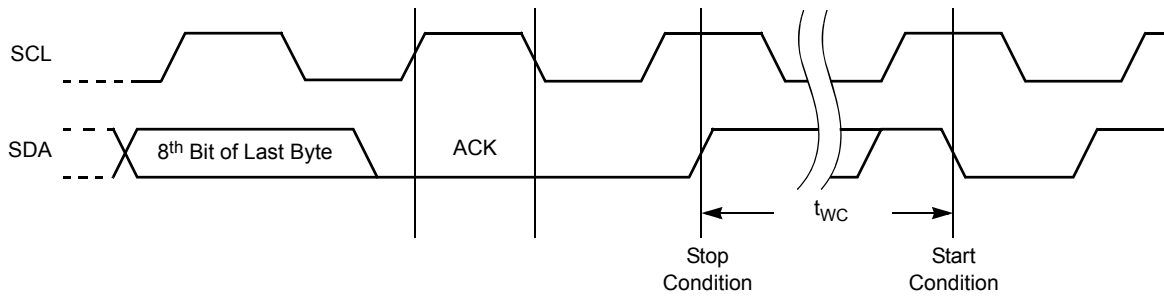 SCL
SDA
8th Bit of Last Byte
ACK
tWC
Stop
Condition
Start
Condition